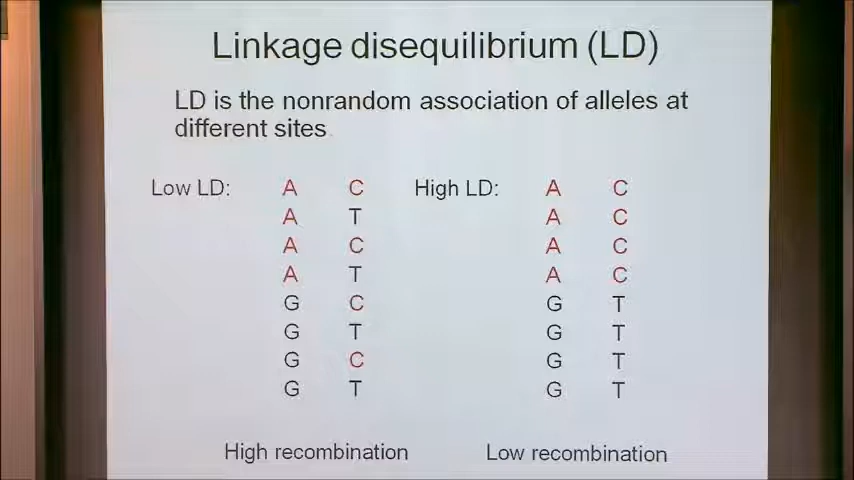 Linkage disequilibrium (LD)
LD is the nonrandom association of alleles at
different sites
Low LD: A C High LD: A C
A T A C
A C A C
A T A C
G C G T
G T G T
G C G T
G T G T
High recombination Low recombination